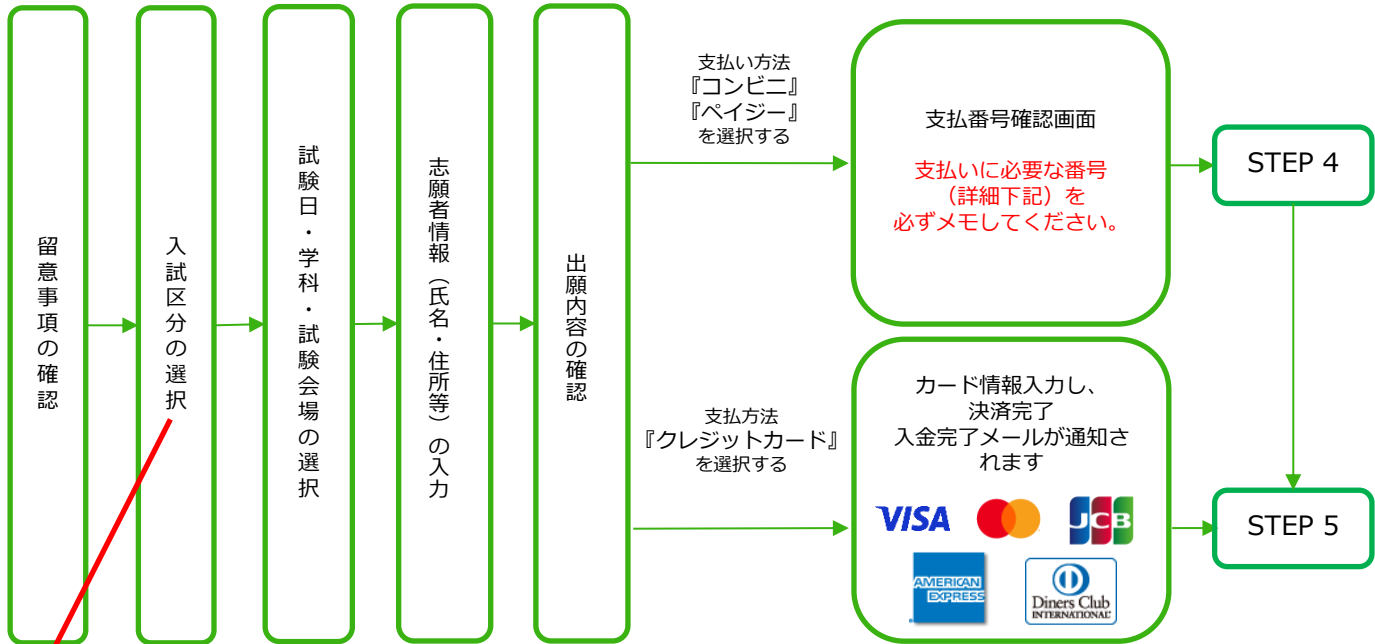 留意事項の確認
入試区分の選択
試験日・学科・試験会場の選択
志願者情報（氏名・住所等）の入力
出願内容の確認
支払い方法
『コンビニ』
『ペイジー』
を選択する
支払番号確認画面
支払いに必要な番号
（詳細下記）を
必ずメモしてください。
STEP 4
支払方法
『クレジットカード』
を選択する
カード情報入力し、
決済完了
入金完了メールが通知さ
れます
VISA
JCB
AMERICAN
EXPRESS
Diners Club
INTERNATIONAL
STEP 5